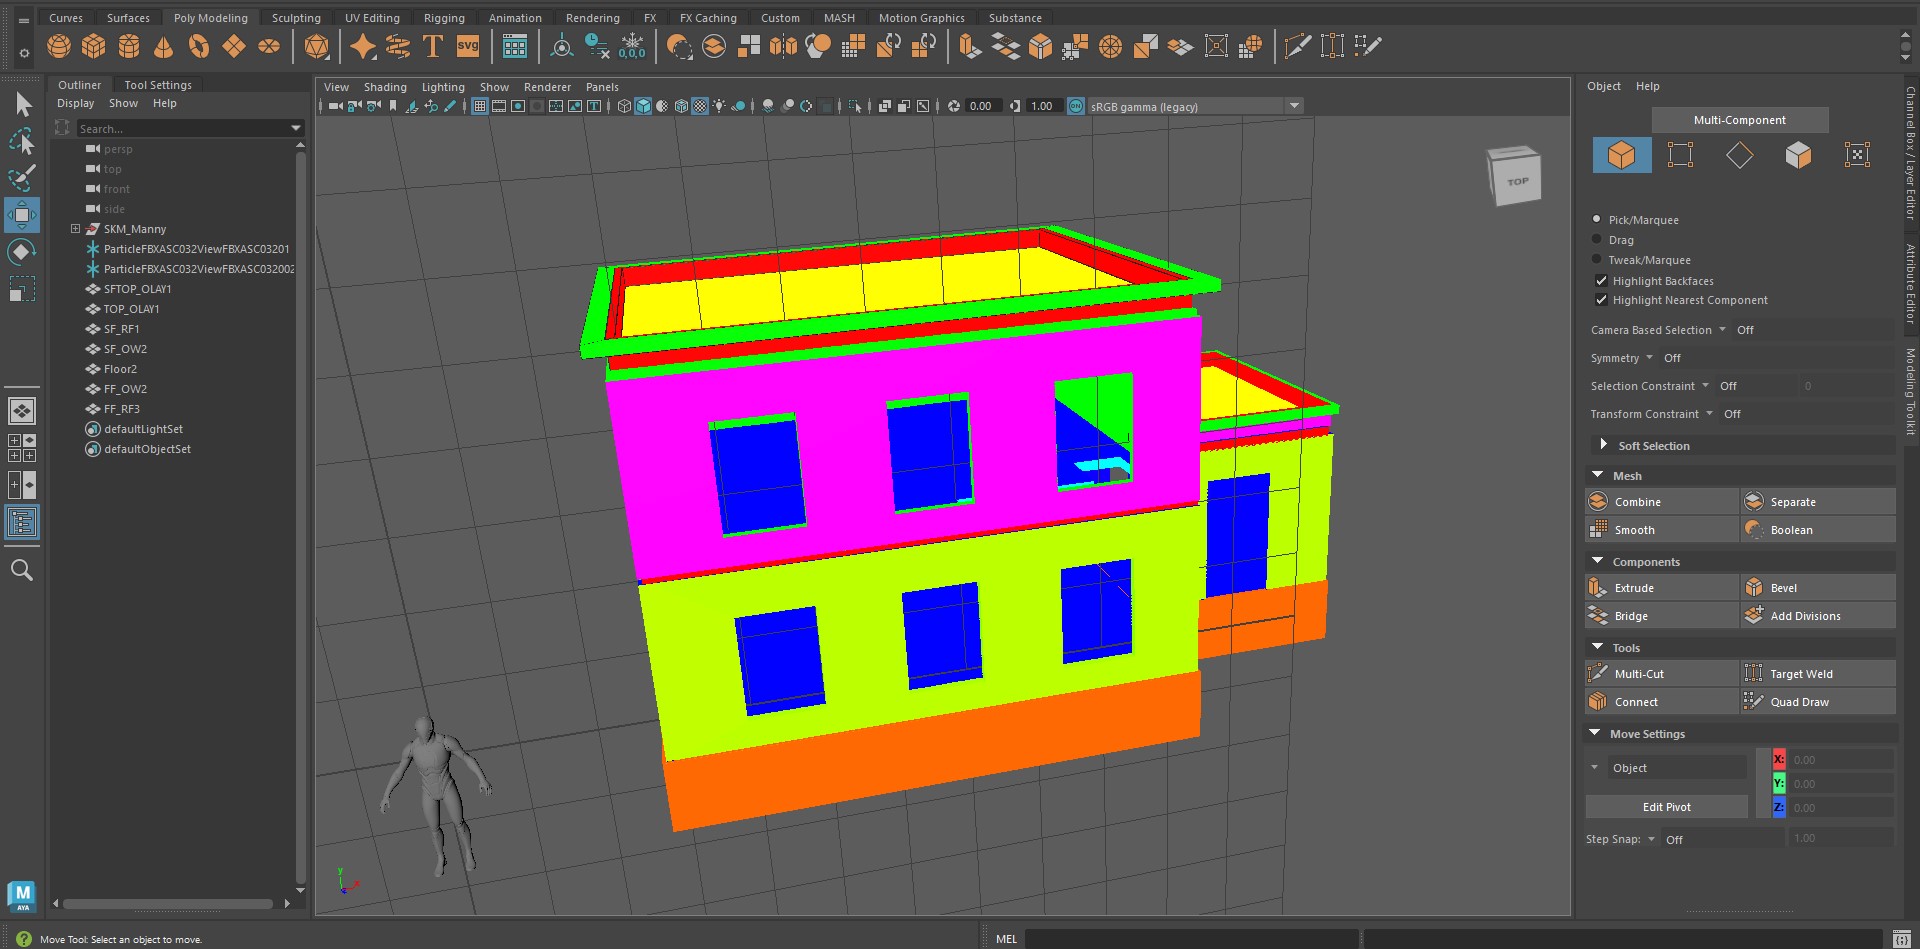 Curves Surfaces Poly Modeling Sculpting UV Editing Rigging Animation Rendering FX FX Caching Custom MASH Motion Graphics Substance
T svg 0,0,0
Outliner Tool Settings
Display Show Help
Search...
persp
top
front
side
SKM_Manny
ParticleFBXASC032ViewFBXASC03201
ParticleFBXASC032ViewFBXASC032002
SFTOP_OLAY1
TOP_OLAY1
SF_RF1
SF_OW2
Floor2
FF_OW2
FF_RF3
defaultLightSet
defaultObjectSet
M
AYA
View Shading Lighting Show Renderer Panels
0.00 1.00 ON sRGB gamma (legacy)
TOP
y
x
Object Help
Multi-Component
Pick/Marquee
Drag
Tweak/Marquee
Highlight Backfaces
Highlight Nearest Component
Camera Based Selection Off
Symmetry Off
Selection Constraint Off 0
Transform Constraint Off
Soft Selection
Mesh
Combine Separate
Smooth Boolean
Components
Extrude Bevel
Bridge Add Divisions
Tools
Multi-Cut Target Weld
Connect Quad Draw
Move Settings
Object
X: 0.00
Y: 0.00
Z: 0.00
Edit Pivot
Step Snap: Off 1.00
Channel Box / Layer Editor
Attribute Editor
Modeling Toolkit
? Move Tool: Select an object to move.
MEL